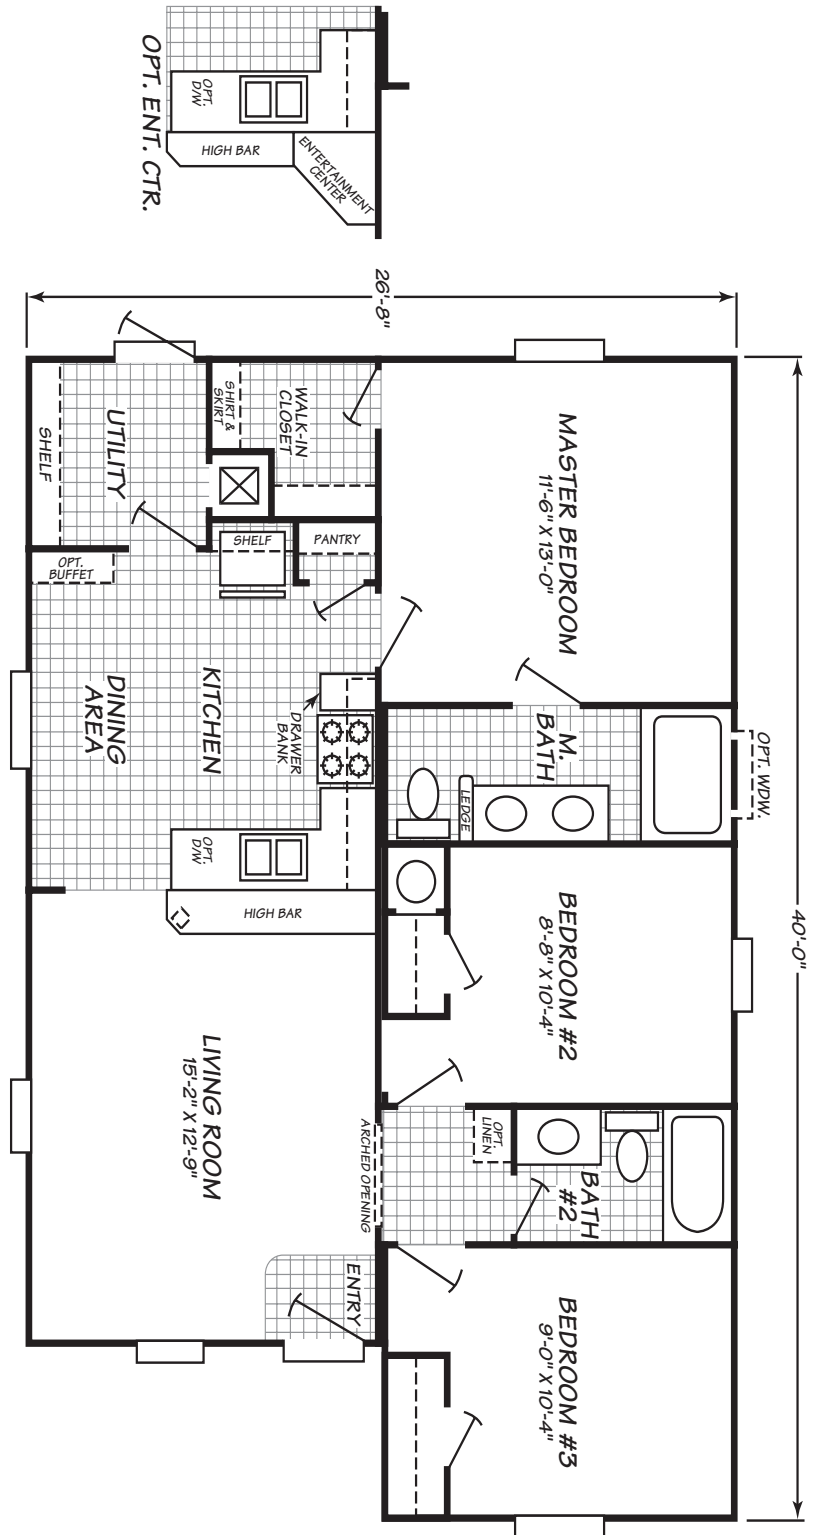 OPT. ENT. CTR.
OPT.
D/W
HIGH BAR
ENTERTAINMENT
CENTER
26'-8"
40'-0"
MASTER BEDROOM
11'-6" X 13'-0"
M.
BATH
LEDGE
OPT. WDW.
BEDROOM #2
8'-8" X 10'-4"
OPT.
LINEN
BATH
#2
BEDROOM #3
9'-0" X 10'-4"
UTILITY
SHELF
SHIRT &
SKIRT
WALK-IN
CLOSET
SHELF
PANTRY
OPT.
BUFFET
DINING
AREA
KITCHEN
DRAWER
BANK
OPT.
D/W
HIGH BAR
LIVING ROOM
15'-2" X 12'-9"
ARCHED OPENING
ENTRY